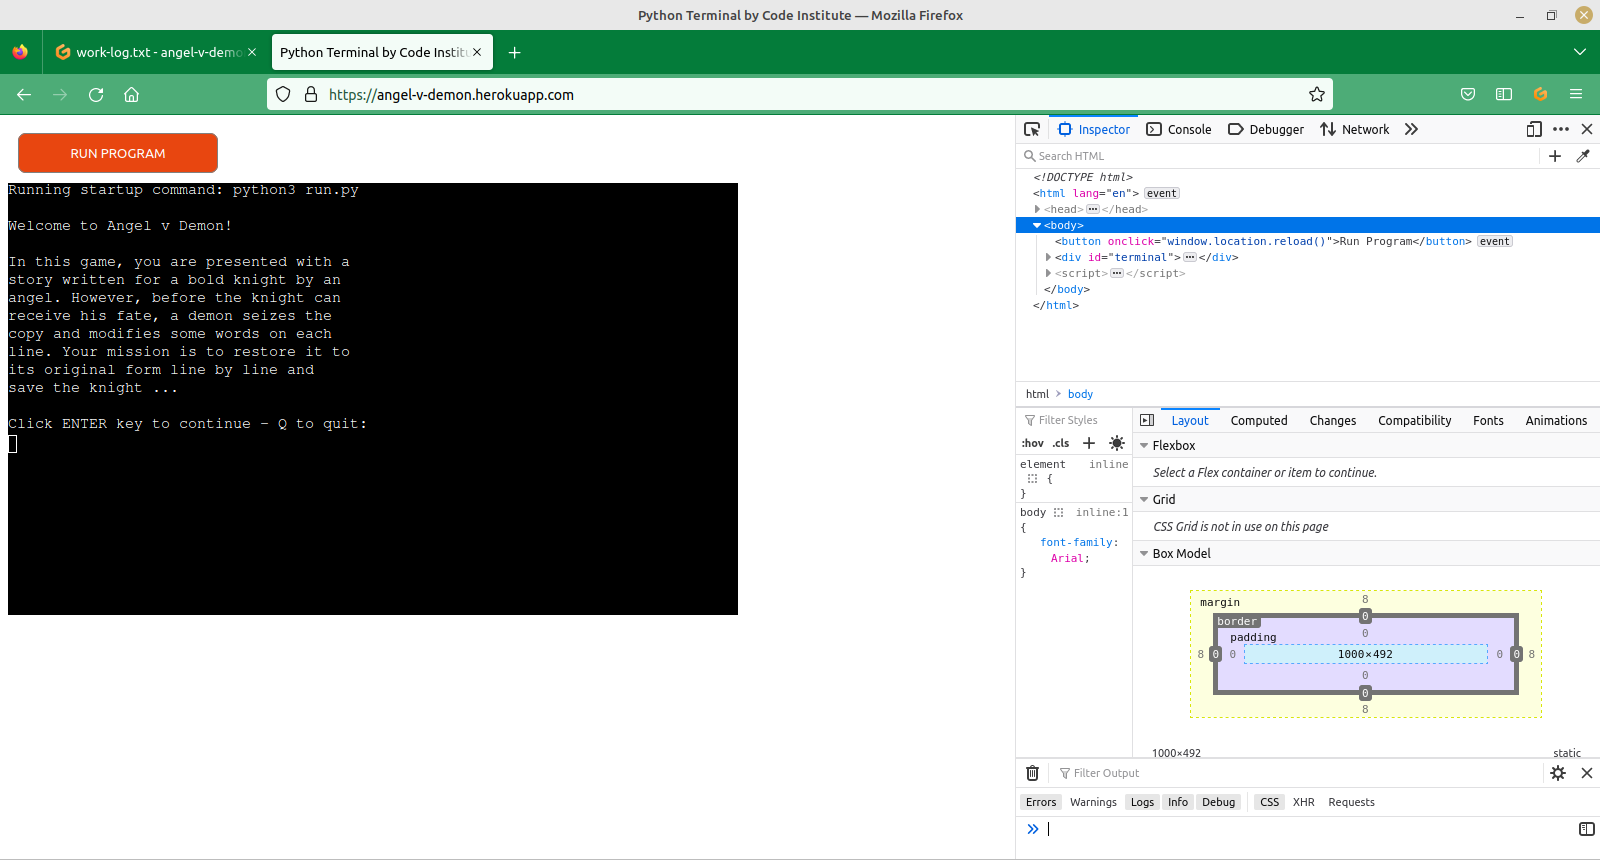 Python Terminal by Code Institute — Mozilla Firefox
work-log.txt - angel-v-demo
Python Terminal by Code Institu
https://angel-v-demon.herokuapp.com
RUN PROGRAM
Running startup command: python3 run.py
Welcome to Angel v Demon!
In this game, you are presented with a
story written for a bold knight by an
angel. However, before the knight can
receive his fate, a demon seizes the
copy and modifies some words on each
line. Your mission is to restore it to
its original form line by line and
save the knight ...
Click ENTER key to continue - Q to quit:
Inspector Console Debugger Network
Search HTML
<!DOCTYPE html>
<html lang="en"> event
<head> ··· </head>
<body>
<button onclick="window.location.reload()">Run Program</button> event
<div id="terminal"> ··· </div>
<script> ··· </script>
</body>
</html>
html > body
Filter Styles
:hov .cls +
element inline
{
}
body inline:1
{
font-family:
Arial;
}
Layout Computed Changes Compatibility Fonts Animations
Flexbox
Select a Flex container or item to continue.
Grid
CSS Grid is not in use on this page
Box Model
margin 8
border 0
padding 0
8 0 0 1000×492 0 0 8
0
0
8
1000×492 static
Filter Output
Errors Warnings Logs Info Debug CSS XHR Requests